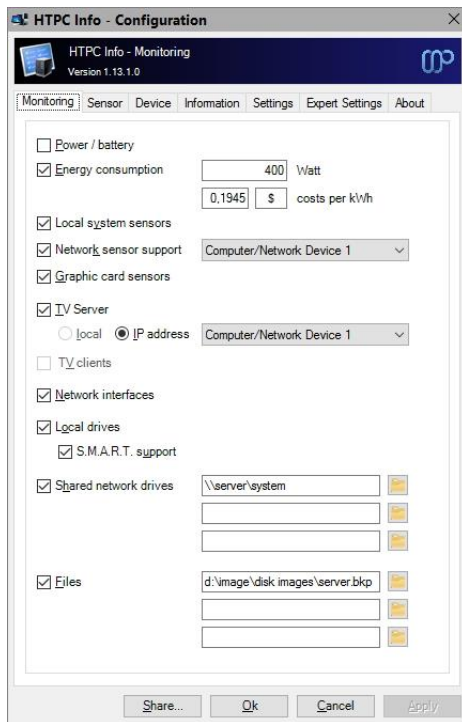 HTPC Info - Configuration
HTPC Info - Monitoring
Version 1.13.1.0
Monitoring Sensor Device Information Settings Expert Settings About
Power / battery
Energy consumption 400 Watt
0,1945 $ costs per kWh
Local system sensors
Network sensor support Computer/Network Device 1
Graphic card sensors
TV Server
local IP address Computer/Network Device 1
TV clients
Network interfaces
Local drives
S.M.A.R.T. support
Shared network drives \\server\system
Files d:\image\disk images\server.bkp
Share... Ok Cancel Apply